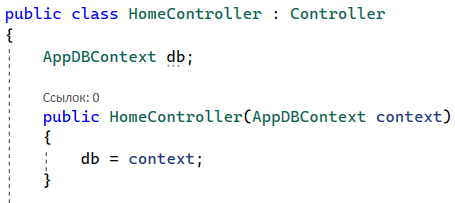 public class HomeController : Controller
{
AppDBContext db;
Ссылок: 0
public HomeController(AppDBContext context)
{
db = context;
}